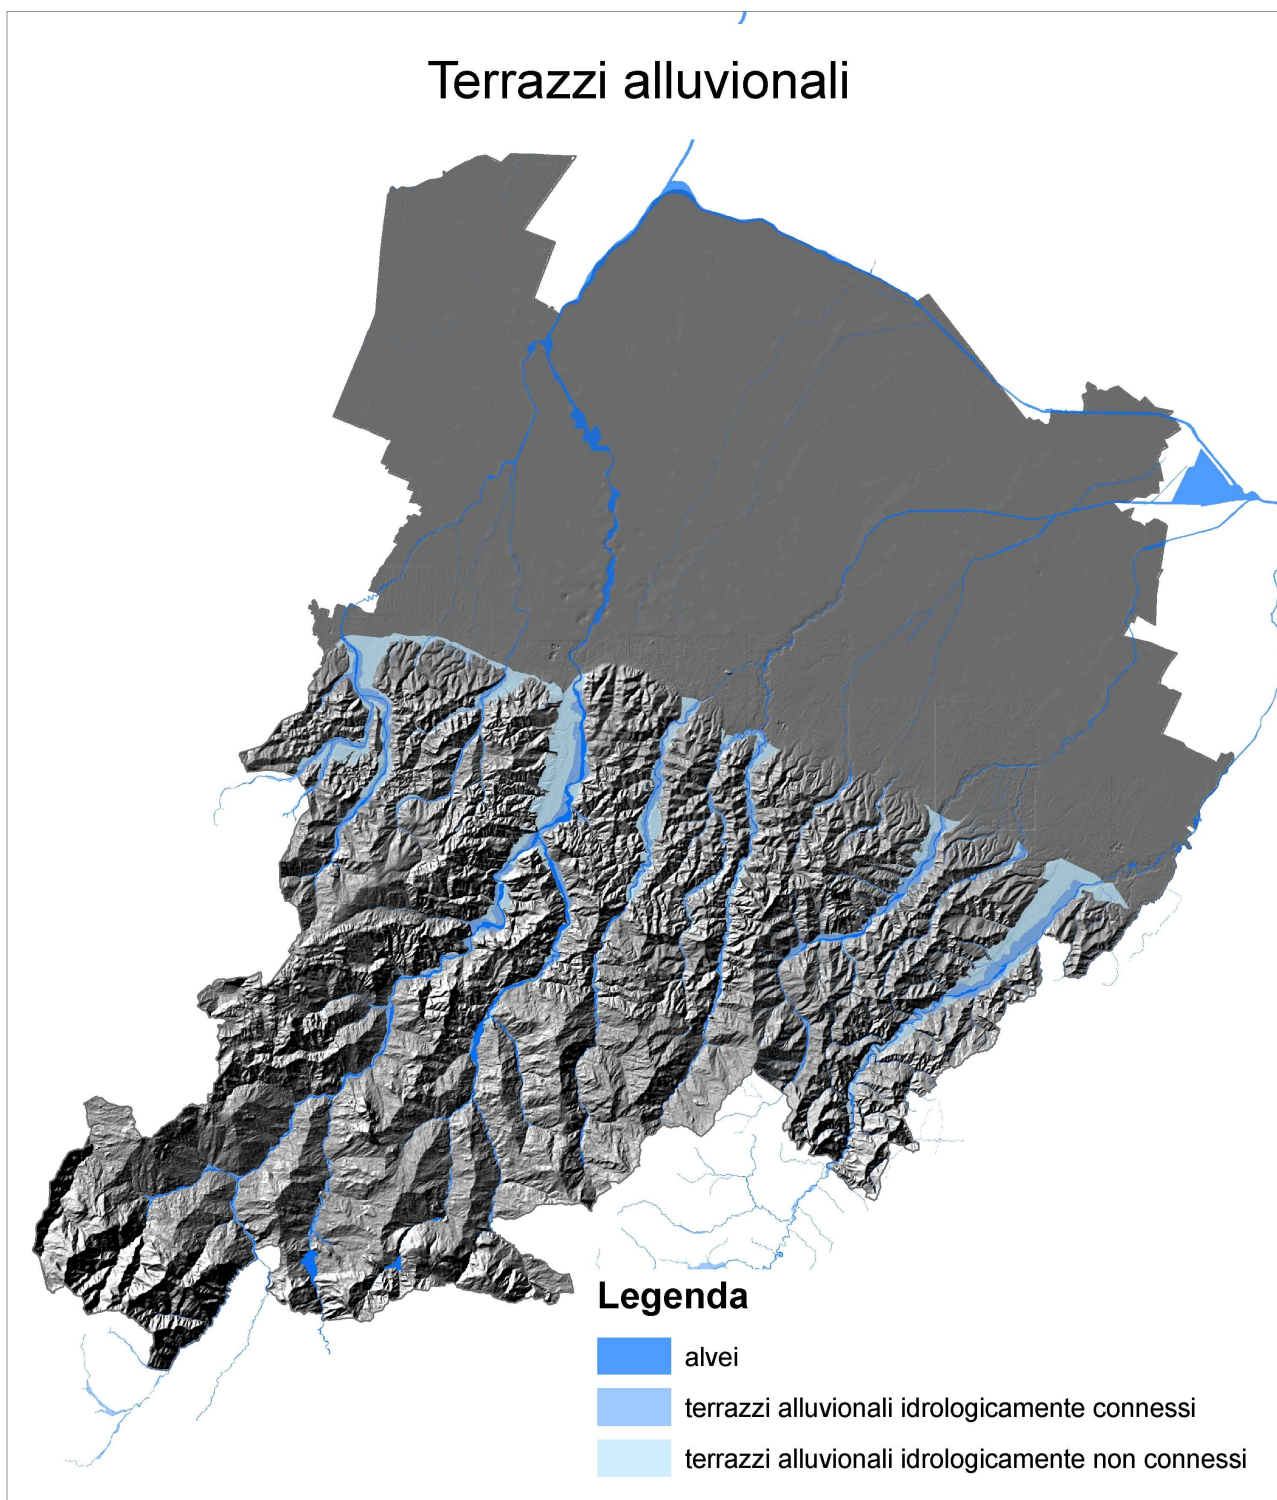 Terrazzi alluvionali
Legenda
alvei
terrazzi alluvionali idrologicamente connessi
terrazzi alluvionali idrologicamente non connessi